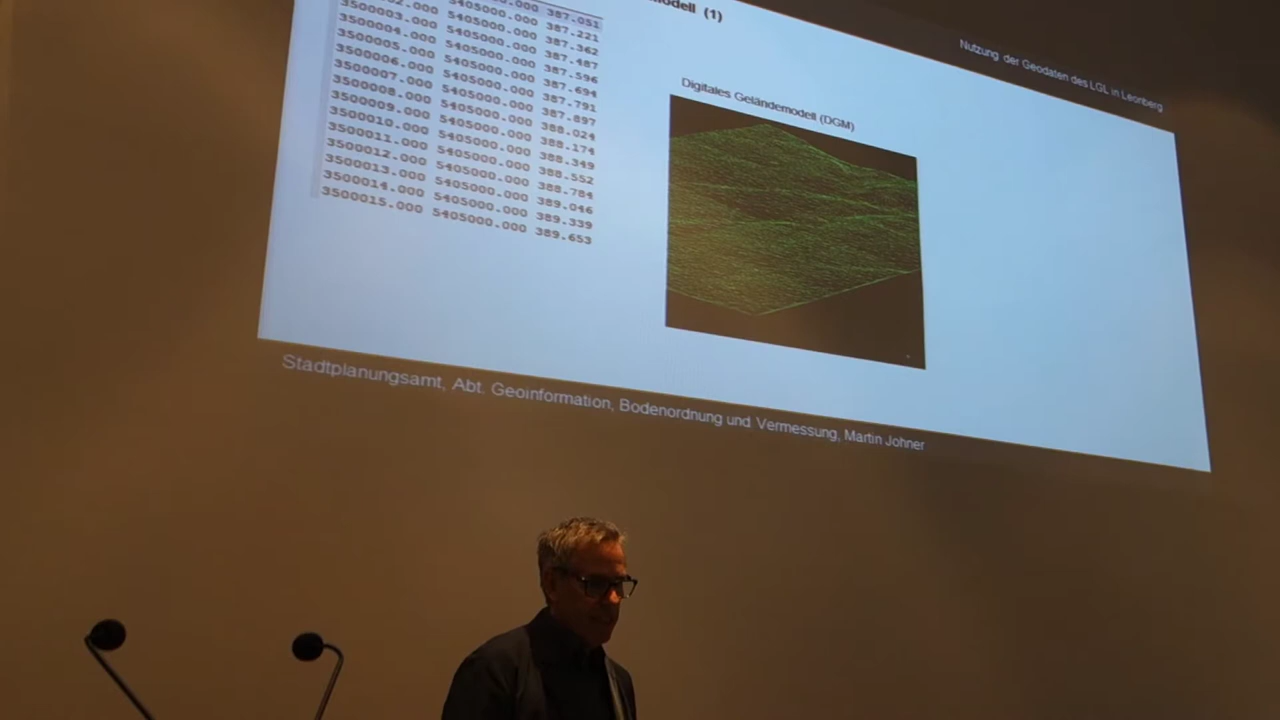 odell (1)
Nutzung der Geodaten des LGL in Leonberg
.000 387.051
5405000.000 387.221
3500003.000 5405000.000 387.362
3500004.000 5405000.000 387.487
3500005.000 5405000.000 387.596
3500006.000 5405000.000 387.694
3500007.000 5405000.000 387.791
3500008.000 5405000.000 387.897
3500009.000 5405000.000 388.024
3500010.000 5405000.000 388.174
3500011.000 5405000.000 388.349
3500012.000 5405000.000 388.552
3500013.000 5405000.000 388.784
3500014.000 5405000.000 389.046
3500015.000 5405000.000 389.339
389.653
Digitales Geländemodell (DGM)
Stadtplanungsamt, Abt. Geoinformation, Bodenordnung und Vermessung, Martin Johner